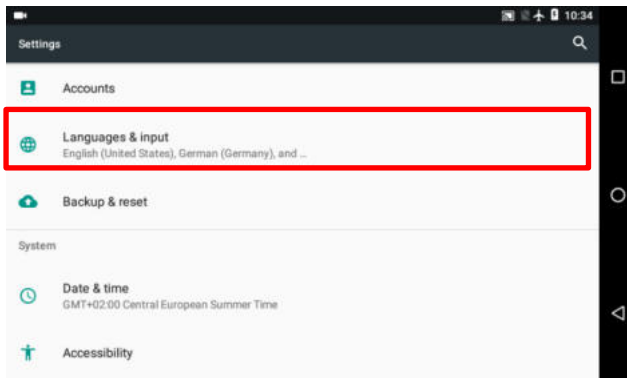 10:34
Settings
Accounts
Languages & input
English (United States), German (Germany), and ...
Backup & reset
System
Date & time
GMT+02:00 Central European Summer Time
Accessibility